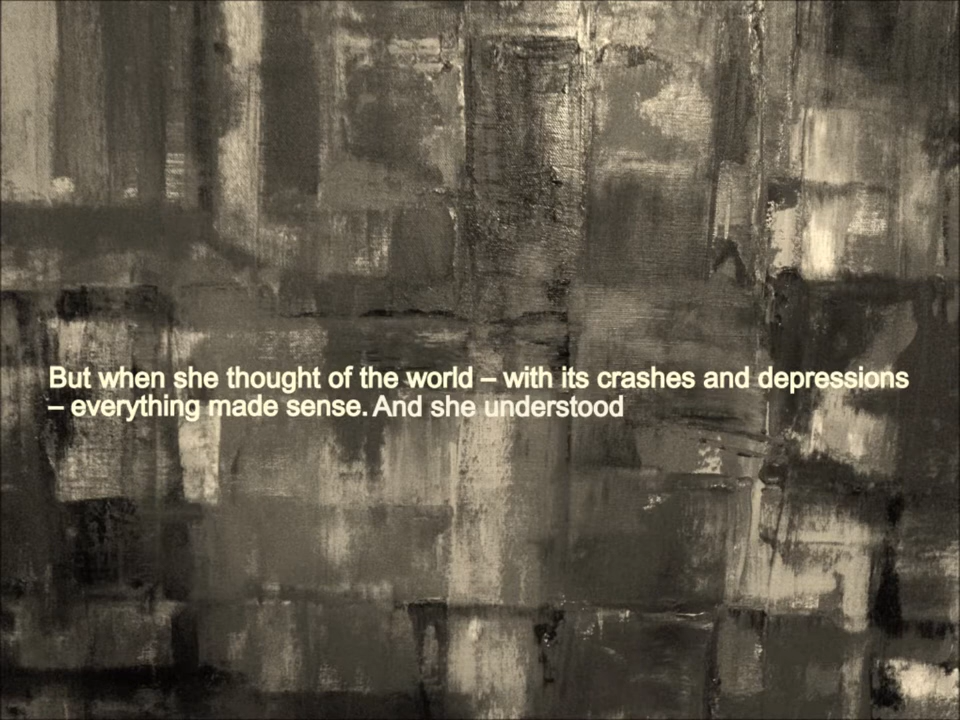 But when she thought of the world – with its crashes and depressions
– everything made sense. And she understood